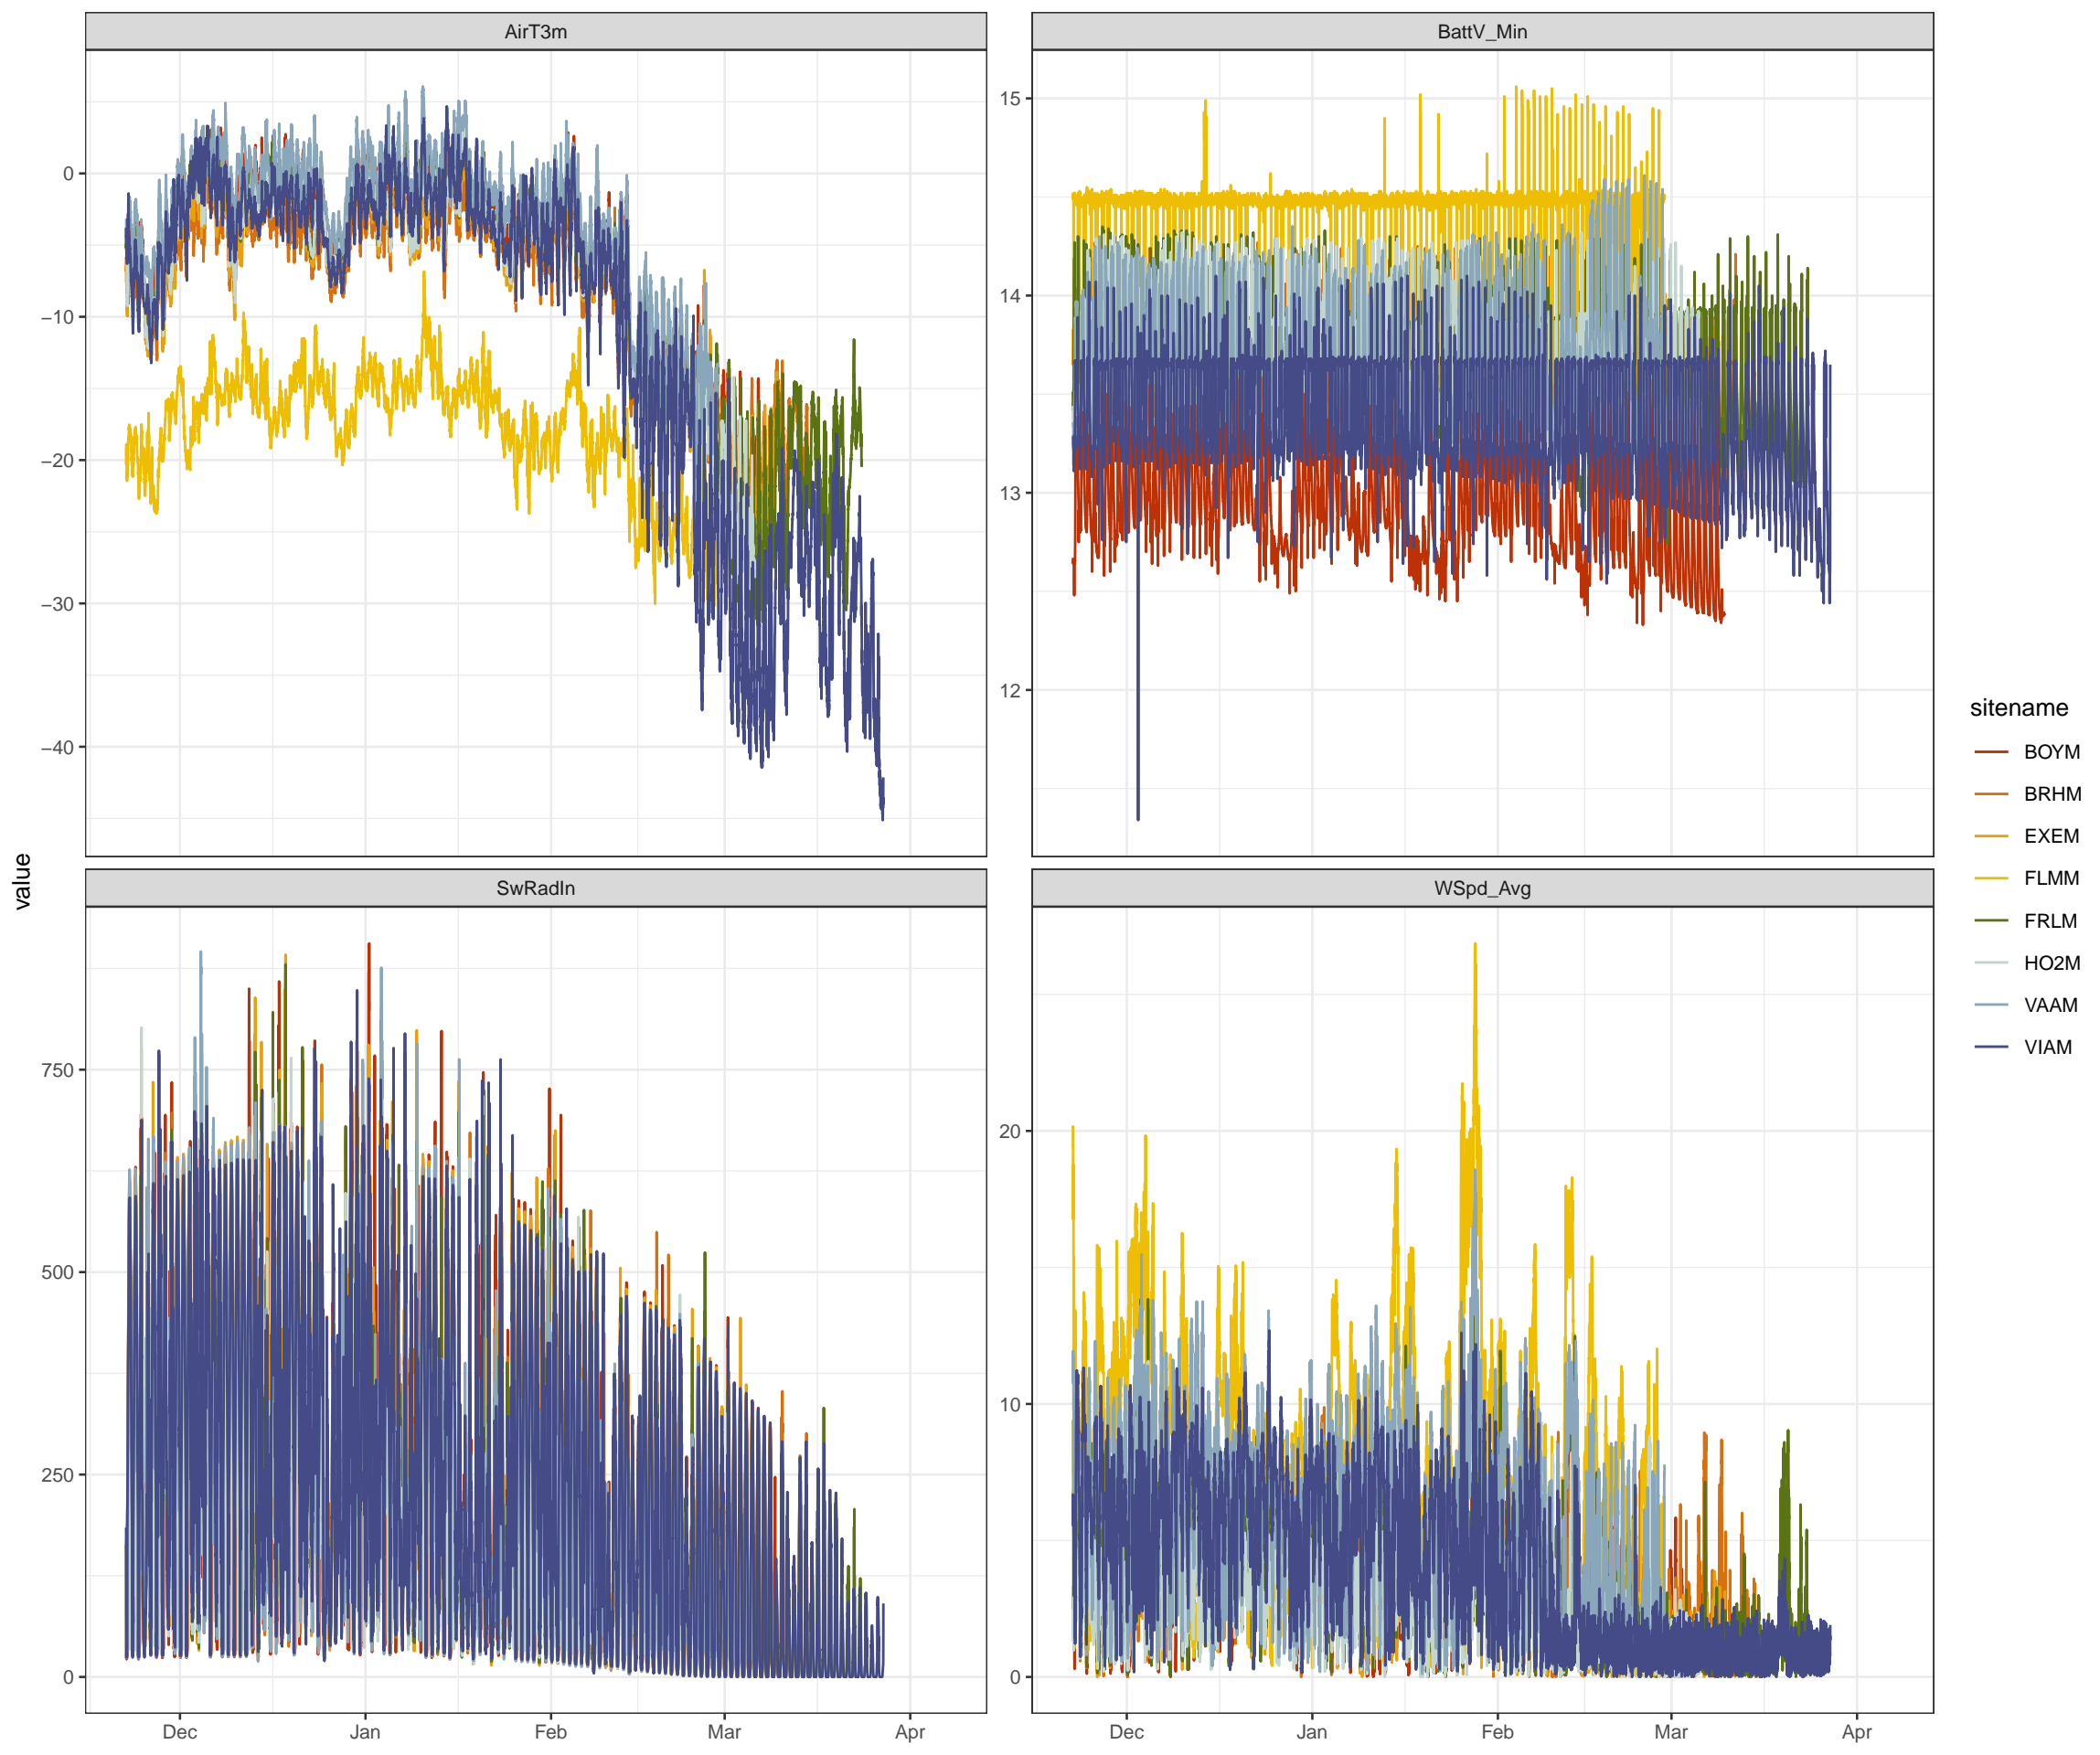 AirT3m
BattV_Min
0
−10
−20
−30
−40
15
14
13
12
value
SwRadIn
WSpd_Avg
750
500
250
0
20
10
0
Dec Jan Feb Mar Apr
Dec Jan Feb Mar Apr
sitename
BOYM
BRHM
EXEM
FLMM
FRLM
HO2M
VAAM
VIAM